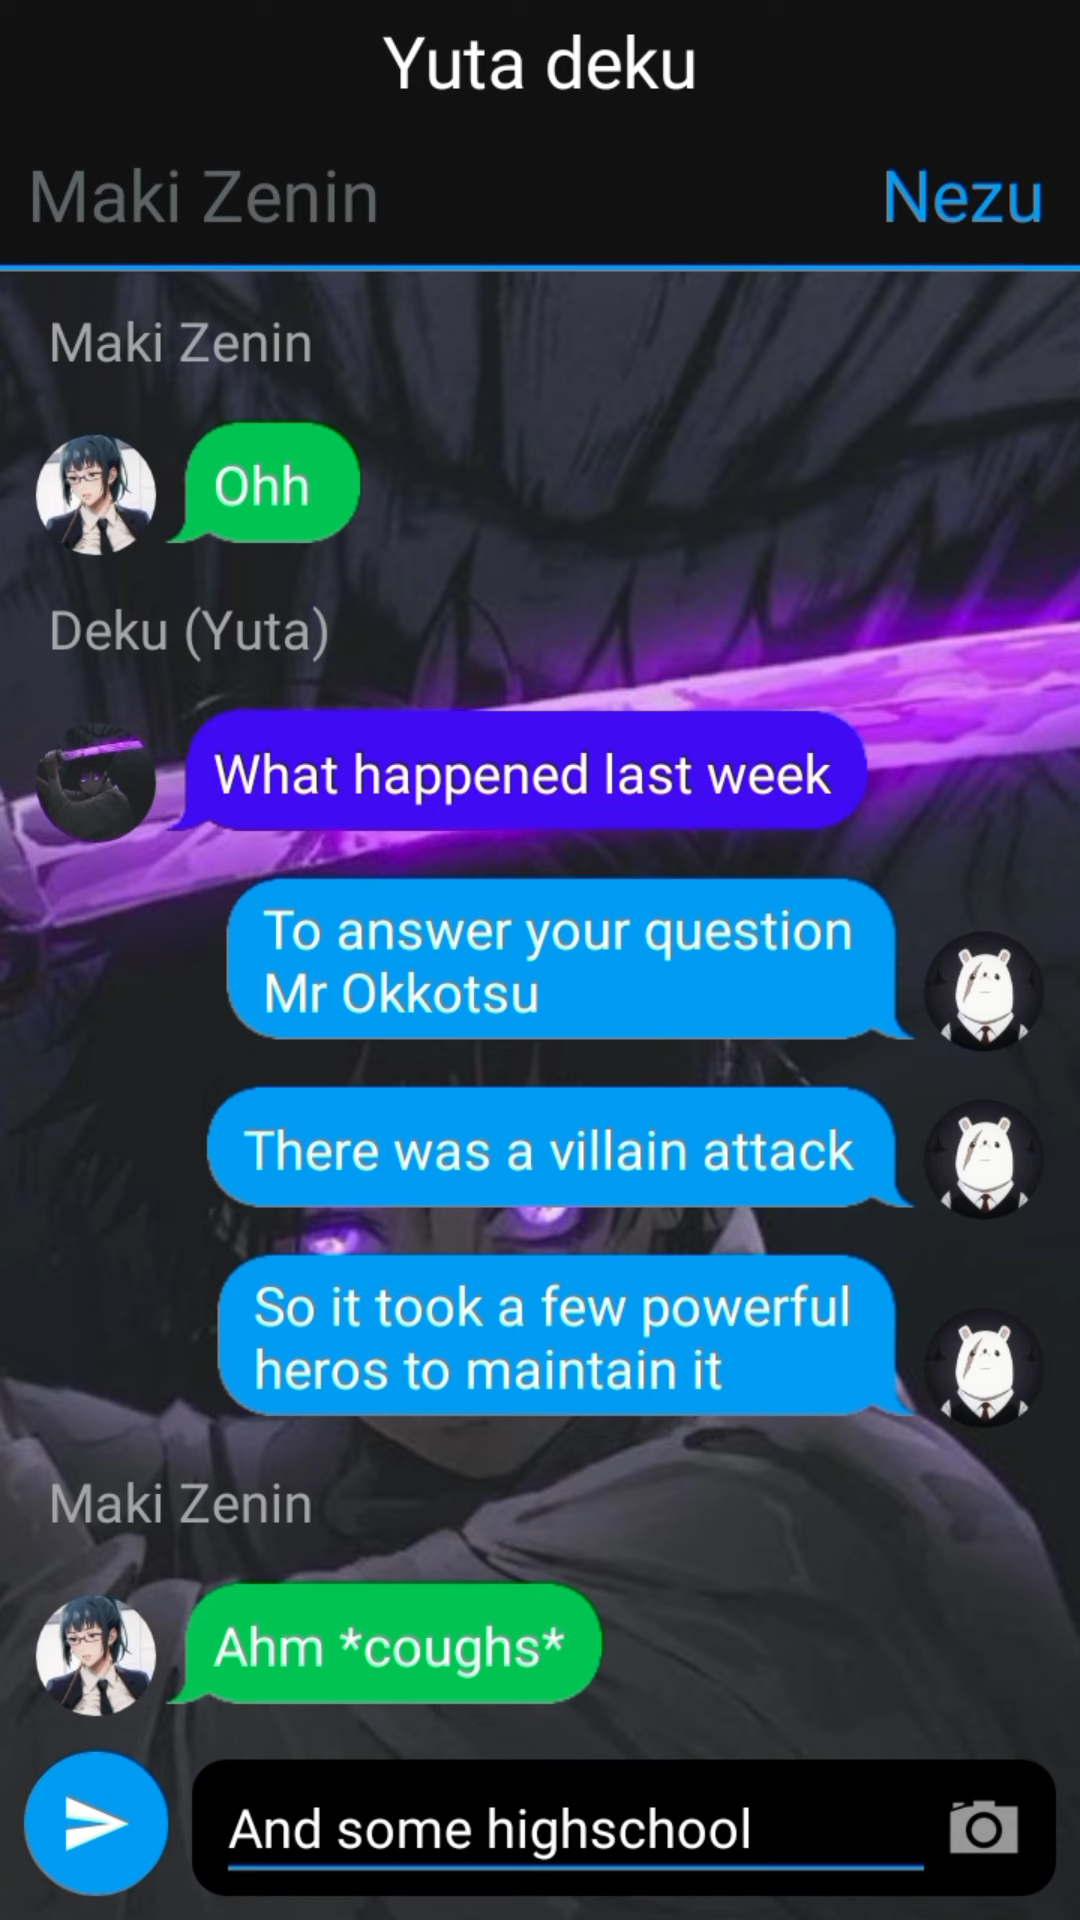 Yuta deku
Maki Zenin
Nezu
Maki Zenin
Ohh
Deku (Yuta)
What happened last week
To answer your question
Mr Okkotsu
There was a villain attack
So it took a few powerful
heros to maintain it
Maki Zenin
Ahm *coughs*
And some highschool